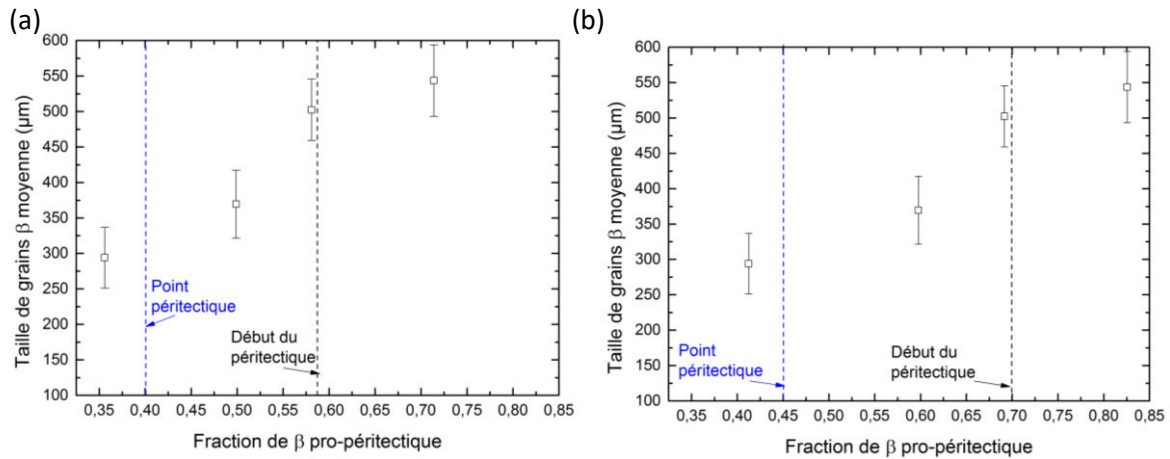 (a)
600
550
500
450
400
350
300
250
200
150
100
Taille de grains β moyenne (µm)
Point
péritectique
Début du
péritectique
0,35 0,40 0,45 0,50 0,55 0,60 0,65 0,70 0,75 0,80 0,85
Fraction de β pro-péritectique
(b)
600
550
500
450
400
350
300
250
200
150
100
Taille de grains β moyenne (µm)
Point
péritectique
Début du
péritectique
0,35 0,40 0,45 0,50 0,55 0,60 0,65 0,70 0,75 0,80 0,85
Fraction de β pro-péritectique